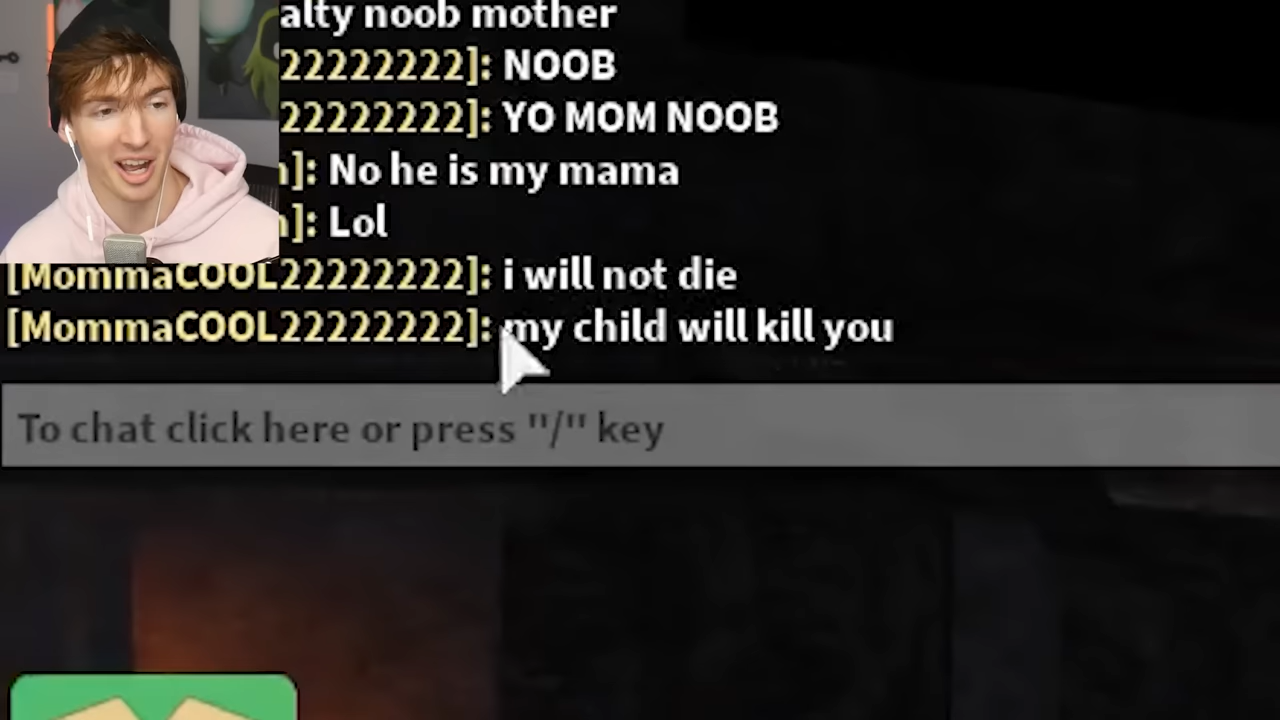 alty noob mother
22222222]: NOOB
22222222]: YO MOM NOOB
]: No he is my mama
]: Lol
[MommaCOOL22222222]: i will not die
[MommaCOOL22222222]: my child will kill you
To chat click here or press "/" key